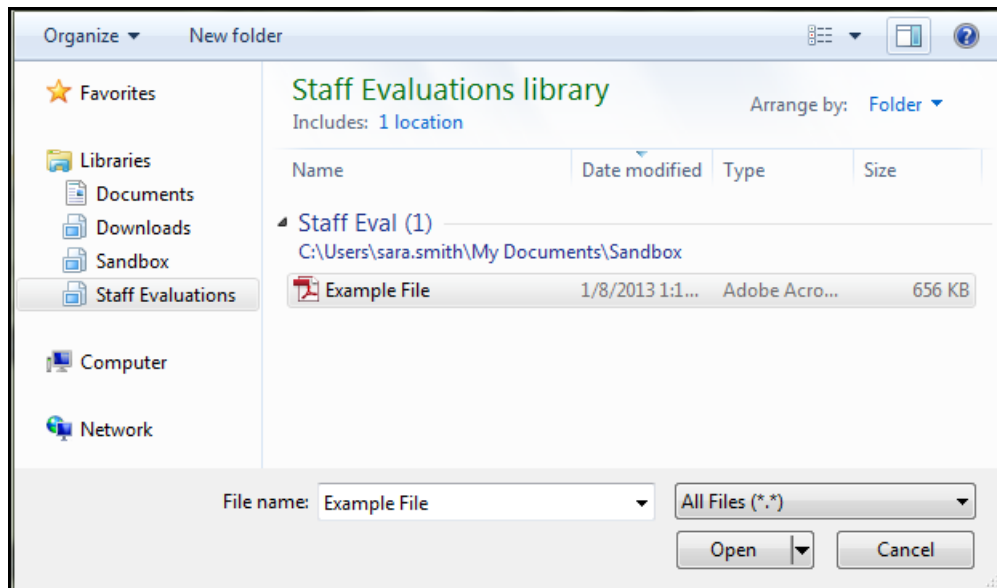 Organize New folder
Favorites
Libraries
Documents
Downloads
Sandbox
Staff Evaluations
Computer
Network
Staff Evaluations library
Includes: 1 location
Arrange by: Folder
Name Date modified Type Size
Staff Eval (1)
C:\Users\sara.smith\My Documents\Sandbox
Example File 1/8/2013 1:1... Adobe Acro... 656 KB
File name: Example File All Files (*.*)
Open Cancel